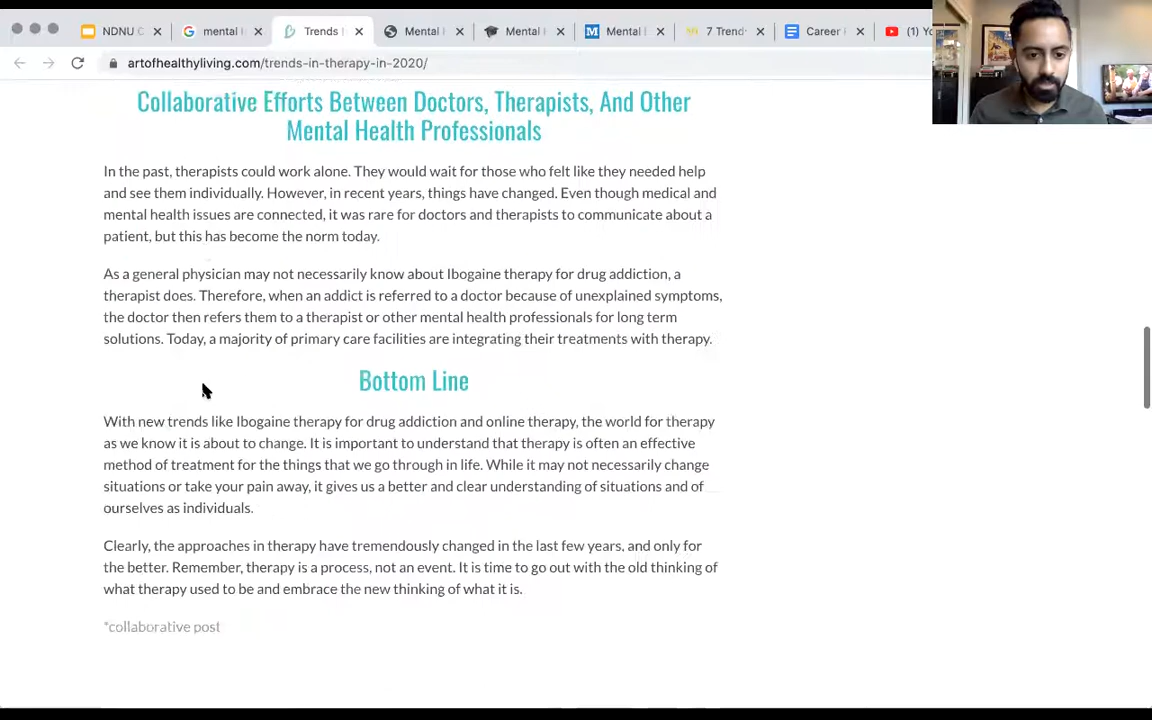 NDNU C
mental
Trends
Mental
Mental
Mental
7 Trend
Career
(1) Yo
artofhealthyliving.com/trends-in-therapy-in-2020/
Collaborative Efforts Between Doctors, Therapists, And Other
Mental Health Professionals
In the past, therapists could work alone. They would wait for those who felt like they needed help
and see them individually. However, in recent years, things have changed. Even though medical and
mental health issues are connected, it was rare for doctors and therapists to communicate about a
patient, but this has become the norm today.
As a general physician may not necessarily know about Ibogaine therapy for drug addiction, a
therapist does. Therefore, when an addict is referred to a doctor because of unexplained symptoms,
the doctor then refers them to a therapist or other mental health professionals for long term
solutions. Today, a majority of primary care facilities are integrating their treatments with therapy.
Bottom Line
With new trends like Ibogaine therapy for drug addiction and online therapy, the world for therapy
as we know it is about to change. It is important to understand that therapy is often an effective
method of treatment for the things that we go through in life. While it may not necessarily change
situations or take your pain away, it gives us a better and clear understanding of situations and of
ourselves as individuals.
Clearly, the approaches in therapy have tremendously changed in the last few years, and only for
the better. Remember, therapy is a process, not an event. It is time to go out with the old thinking of
what therapy used to be and embrace the new thinking of what it is.
*collaborative post